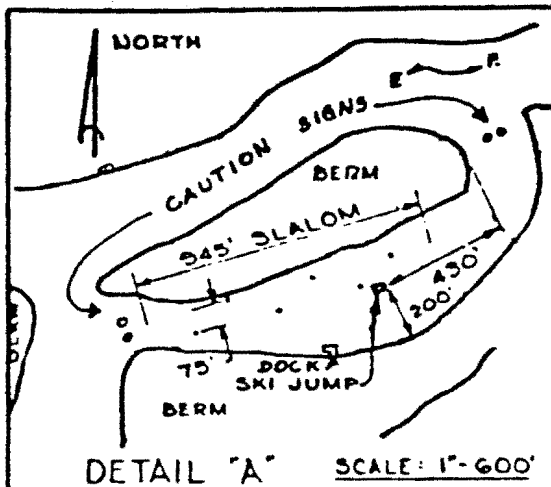 NORTH
E F.
CAUTION SIGNS
BERM
945' SLALOM
430'
200'
75'
DOCK
SKI JUMP
BERM
DETAIL "A"
SCALE: 1"-600'